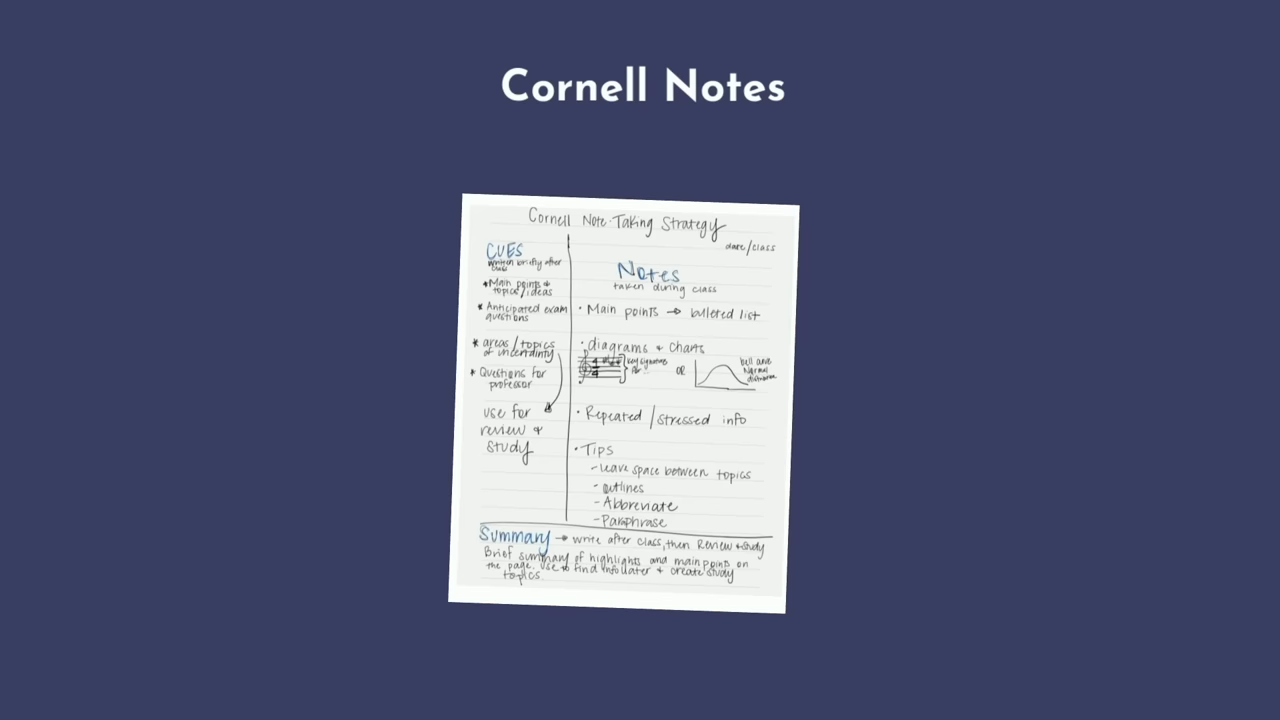 Cornell Notes
Cornell Note-Taking Strategy
date/class
CUES
written briefly after
class
* Main points +
topics/ideas
* Anticipated exam
questions
* areas/topics
of uncertainty
* Questions for
professor
use for
review +
study
Notes
taken during class
• Main points → bulleted list
• diagrams + charts
key signature
OR
bell curve
Normal
• Repeated/stressed info
• Tips
- leave space between topics
- outlines
- Abbreviate
- Paraphrase
Summary → write after class, then Review + study
Brief summary of highlights and main points on
the page. Use to find info later + create study
topics.